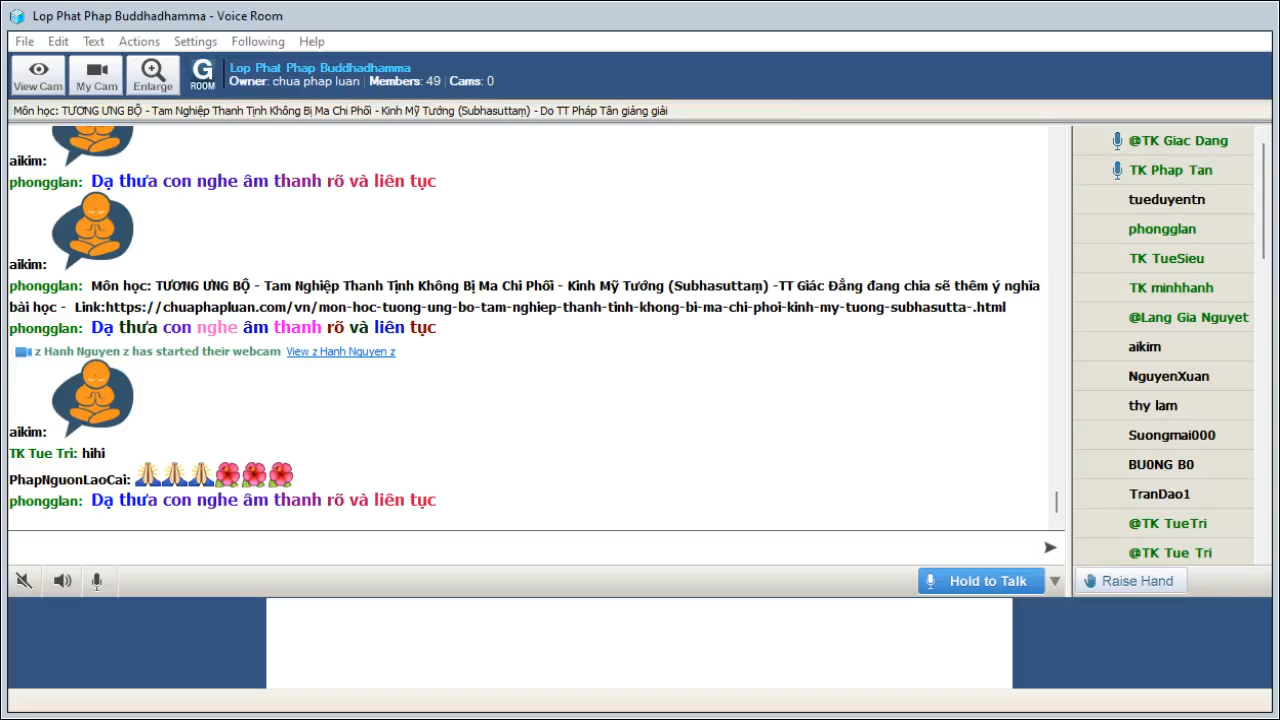 Lop Phat Phap Buddhadhamma - Voice Room
File Edit Text Actions Settings Following Help
View Cam My Cam Enlarge G ROOM
Lop Phat Phap Buddhadhamma
Owner: chua phap luan Members: 49 Cams: 0
Môn học: TƯƠNG ƯNG BỘ - Tam Nghiệp Thanh Tịnh Không Bị Ma Chi Phối - Kinh Mỹ Tướng (Subhasuttaṃ) - Do TT Pháp Tân giảng giải
aikim:
phongglan: Dạ thưa con nghe âm thanh rõ và liên tục
aikim:
phongglan: Môn học: TƯƠNG ƯNG BỘ - Tam Nghiệp Thanh Tịnh Không Bị Ma Chi Phối - Kinh Mỹ Tướng (Subhasuttaṃ) -TT Giác Đẳng đang chia sẽ thêm ý nghĩa
bài học - Link:https://chuaphapluan.com/vn/mon-hoc-tuong-ung-bo-tam-nghiep-thanh-tinh-khong-bi-ma-chi-phoi-kinh-my-tuong-subhasutta-.html
phongglan: Dạ thưa con nghe âm thanh rõ và liên tục
z Hanh Nguyen z has started their webcam View z Hanh Nguyen z
aikim:
TK Tue Tri: hihi
PhapNguonLaoCai:
phongglan: Dạ thưa con nghe âm thanh rõ và liên tục
Hold to Talk
@TK Giac Dang
TK Phap Tan
tueduyentn
phongglan
TK TueSieu
TK minhhanh
@Lang Gia Nguyet
aikim
NguyenXuan
thy lam
Suongmai000
BU0NG B0
TranDao1
@TK TueTri
@TK Tue Tri
Raise Hand